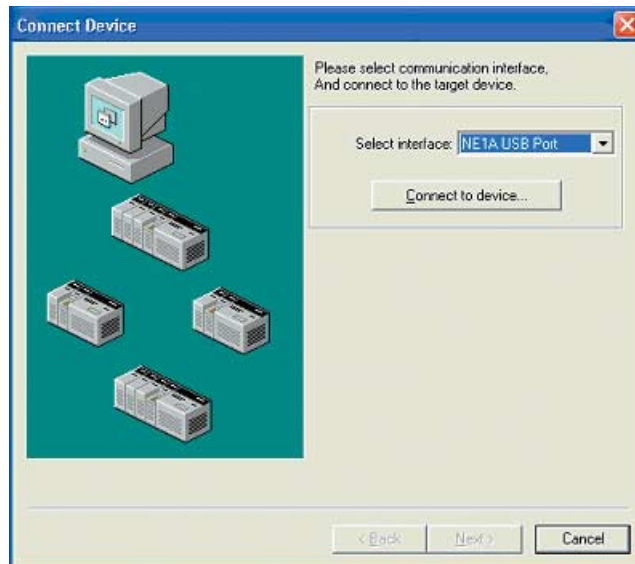 Connect Device
Please select communication interface,
And connect to the target device.
Select interface: NE1A USB Port
Connect to device...
< Back Next > Cancel